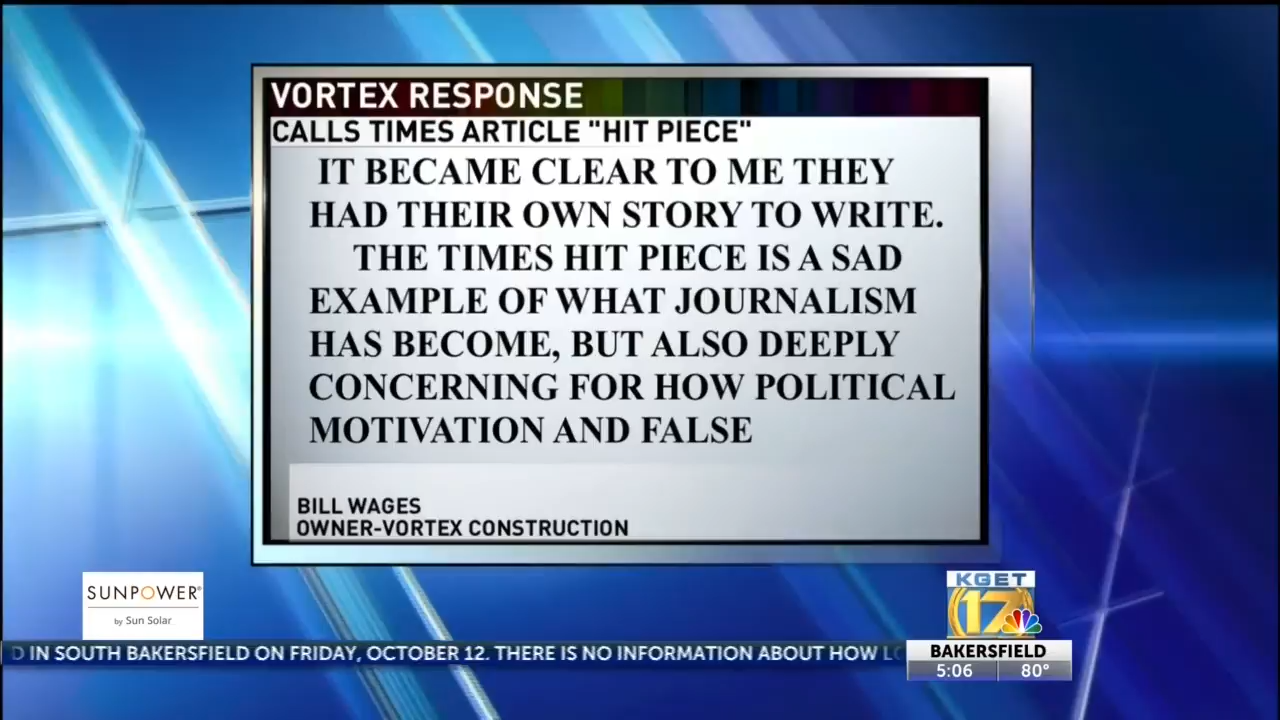 VORTEX RESPONSE
CALLS TIMES ARTICLE "HIT PIECE"
IT BECAME CLEAR TO ME THEY
HAD THEIR OWN STORY TO WRITE.
THE TIMES HIT PIECE IS A SAD
EXAMPLE OF WHAT JOURNALISM
HAS BECOME, BUT ALSO DEEPLY
CONCERNING FOR HOW POLITICAL
MOTIVATION AND FALSE
BILL WAGES
OWNER-VORTEX CONSTRUCTION
SUNPOWER®
by Sun Solar
KGET
17
D IN SOUTH BAKERSFIELD ON FRIDAY, OCTOBER 12. THERE IS NO INFORMATION ABOUT HOW
BAKERSFIELD
5:06 80°